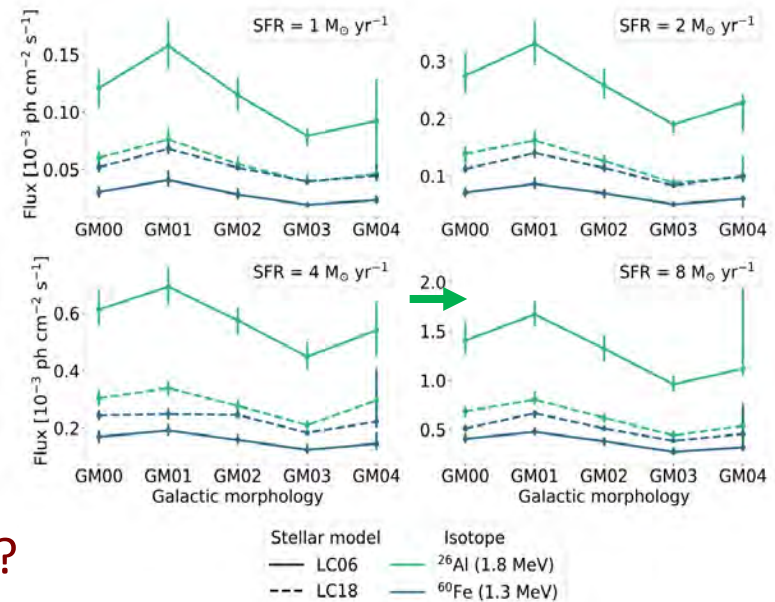 SFR = 1 M☉ yr⁻¹
SFR = 2 M☉ yr⁻¹
Flux [10⁻³ ph cm⁻² s⁻¹]
0.15
0.10
0.05
0.3
0.2
0.1
GM00 GM01 GM02 GM03 GM04
GM00 GM01 GM02 GM03 GM04
SFR = 4 M☉ yr⁻¹
SFR = 8 M☉ yr⁻¹
Flux [10⁻³ ph cm⁻² s⁻¹]
0.6
0.4
0.2
2.0
1.5
1.0
0.5
GM00 GM01 GM02 GM03 GM04
GM00 GM01 GM02 GM03 GM04
Galactic morphology
Galactic morphology
?
Stellar model Isotope
LC06 ²⁶Al (1.8 MeV)
LC18 ⁶⁰Fe (1.3 MeV)